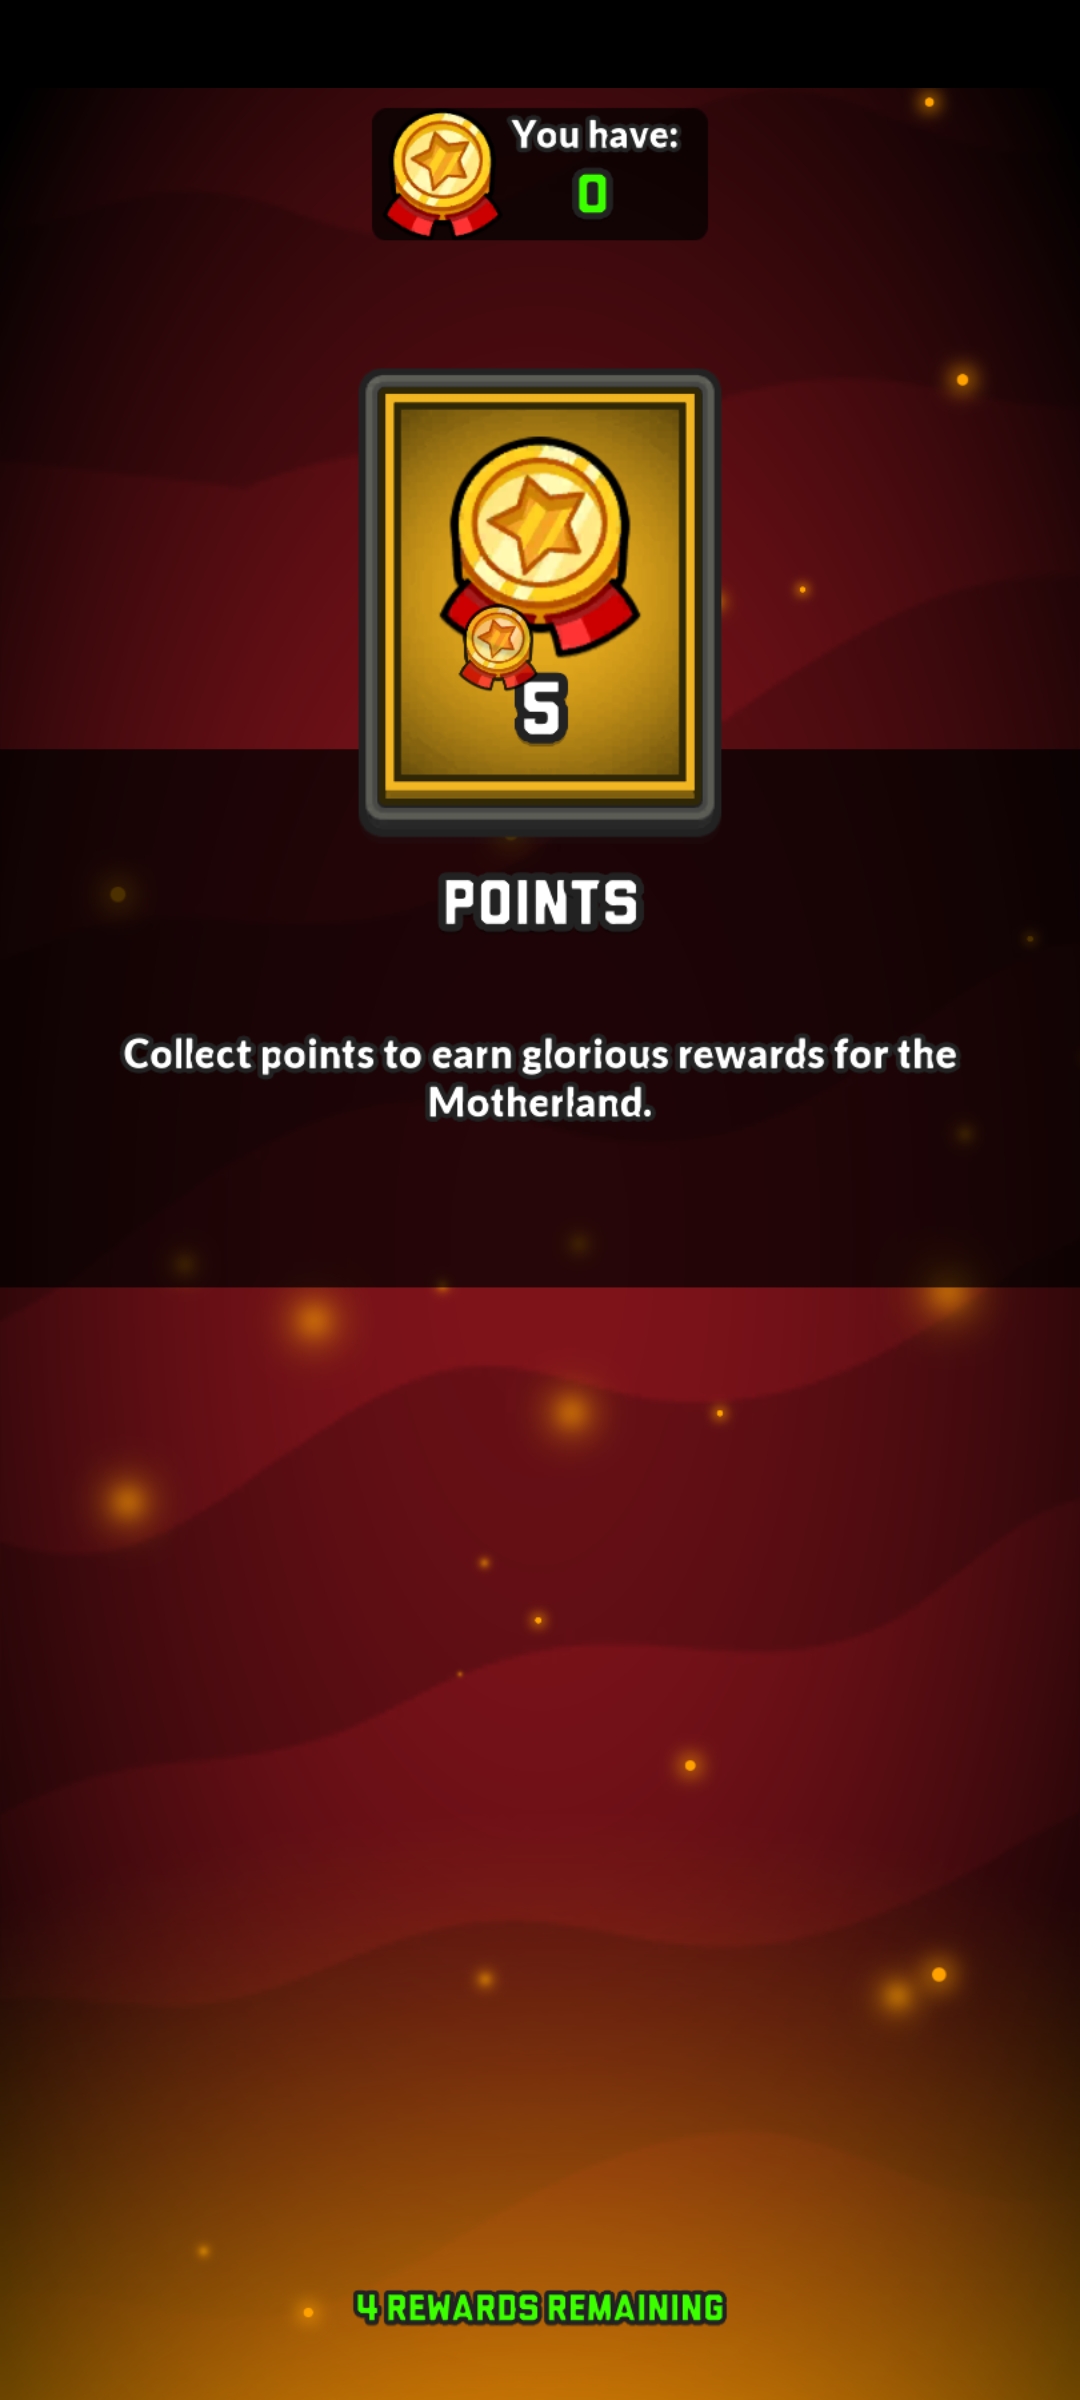 You have:
0
5
POINTS
Collect points to earn glorious rewards for the
Motherland.
4 REWARDS REMAINING